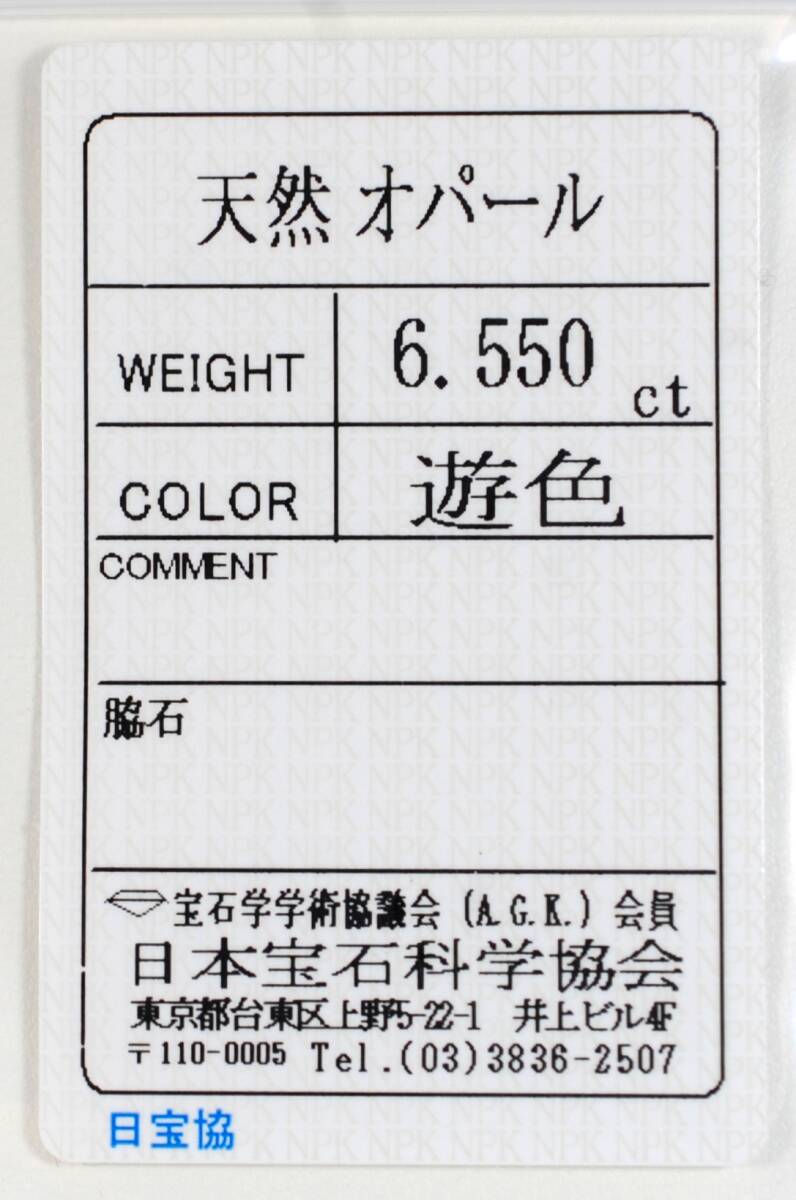 天然 オパール
WEIGHT 6.550 ct
COLOR 遊色
COMMENT
脇石
宝石学学術協議会 (A.G.K.) 会員
日本宝石科学協会
東京都台東区上野5-22-1 井上ビル4F
〒110-0005 Tel.(03)3836-2507
日宝協